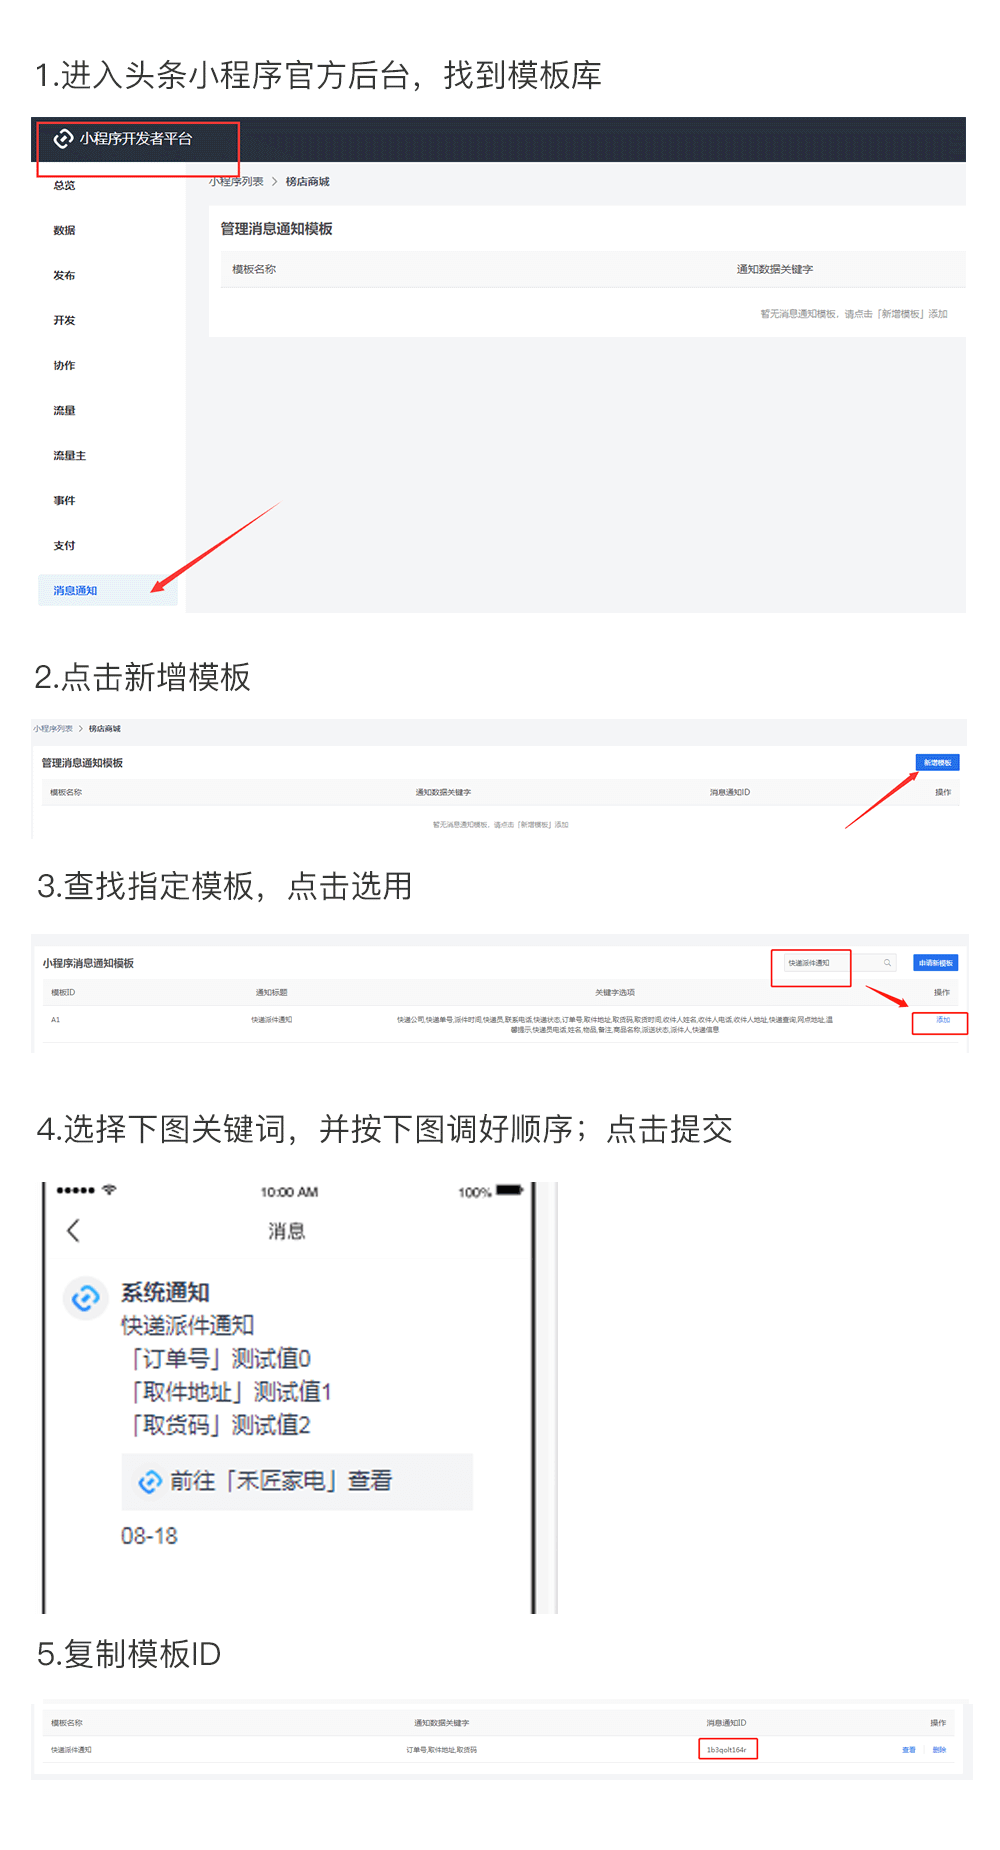 1.进入头条小程序官方后台，找到模板库
小程序开发者平台
总览
小程序列表 > 榜店商城
数据
管理消息通知模板
发布
模板名称 通知数据关键字
开发
暂无消息通知模板，请点击「新增模板」添加
协作
流量
流量主
事件
支付
消息通知
2.点击新增模板
小程序列表 > 榜店商城
管理消息通知模板 新增模板
模板名称 通知数据关键字 消息通知ID 操作
暂无消息通知模板，请点击「新增模板」添加
3.查找指定模板，点击选用
小程序消息通知模板 快递派件通知 申请新模板
模板ID 通知标题 关键字选项 操作
A1 快递派件通知 快递公司,快递单号,派件时间,快递员,联系电话,快递状态,订单号,取件地址,取货码,取货时间,收件人姓名,收件人电话,收件人地址,快递查询,网点地址,温 添加
馨提示,快递员电话,姓名,物品,备注,商品名称,派送状态,派件人,快递信息
4.选择下图关键词，并按下图调好顺序；点击提交
10:00 AM 100%
消息
系统通知
快递派件通知
「订单号」测试值0
「取件地址」测试值1
「取货码」测试值2
前往「禾匠家电」查看
08-18
5.复制模板ID
模板名称 通知数据关键字 消息通知ID 操作
快递派件通知 订单号,取件地址,取货码 1b3qolt164r 查看 删除